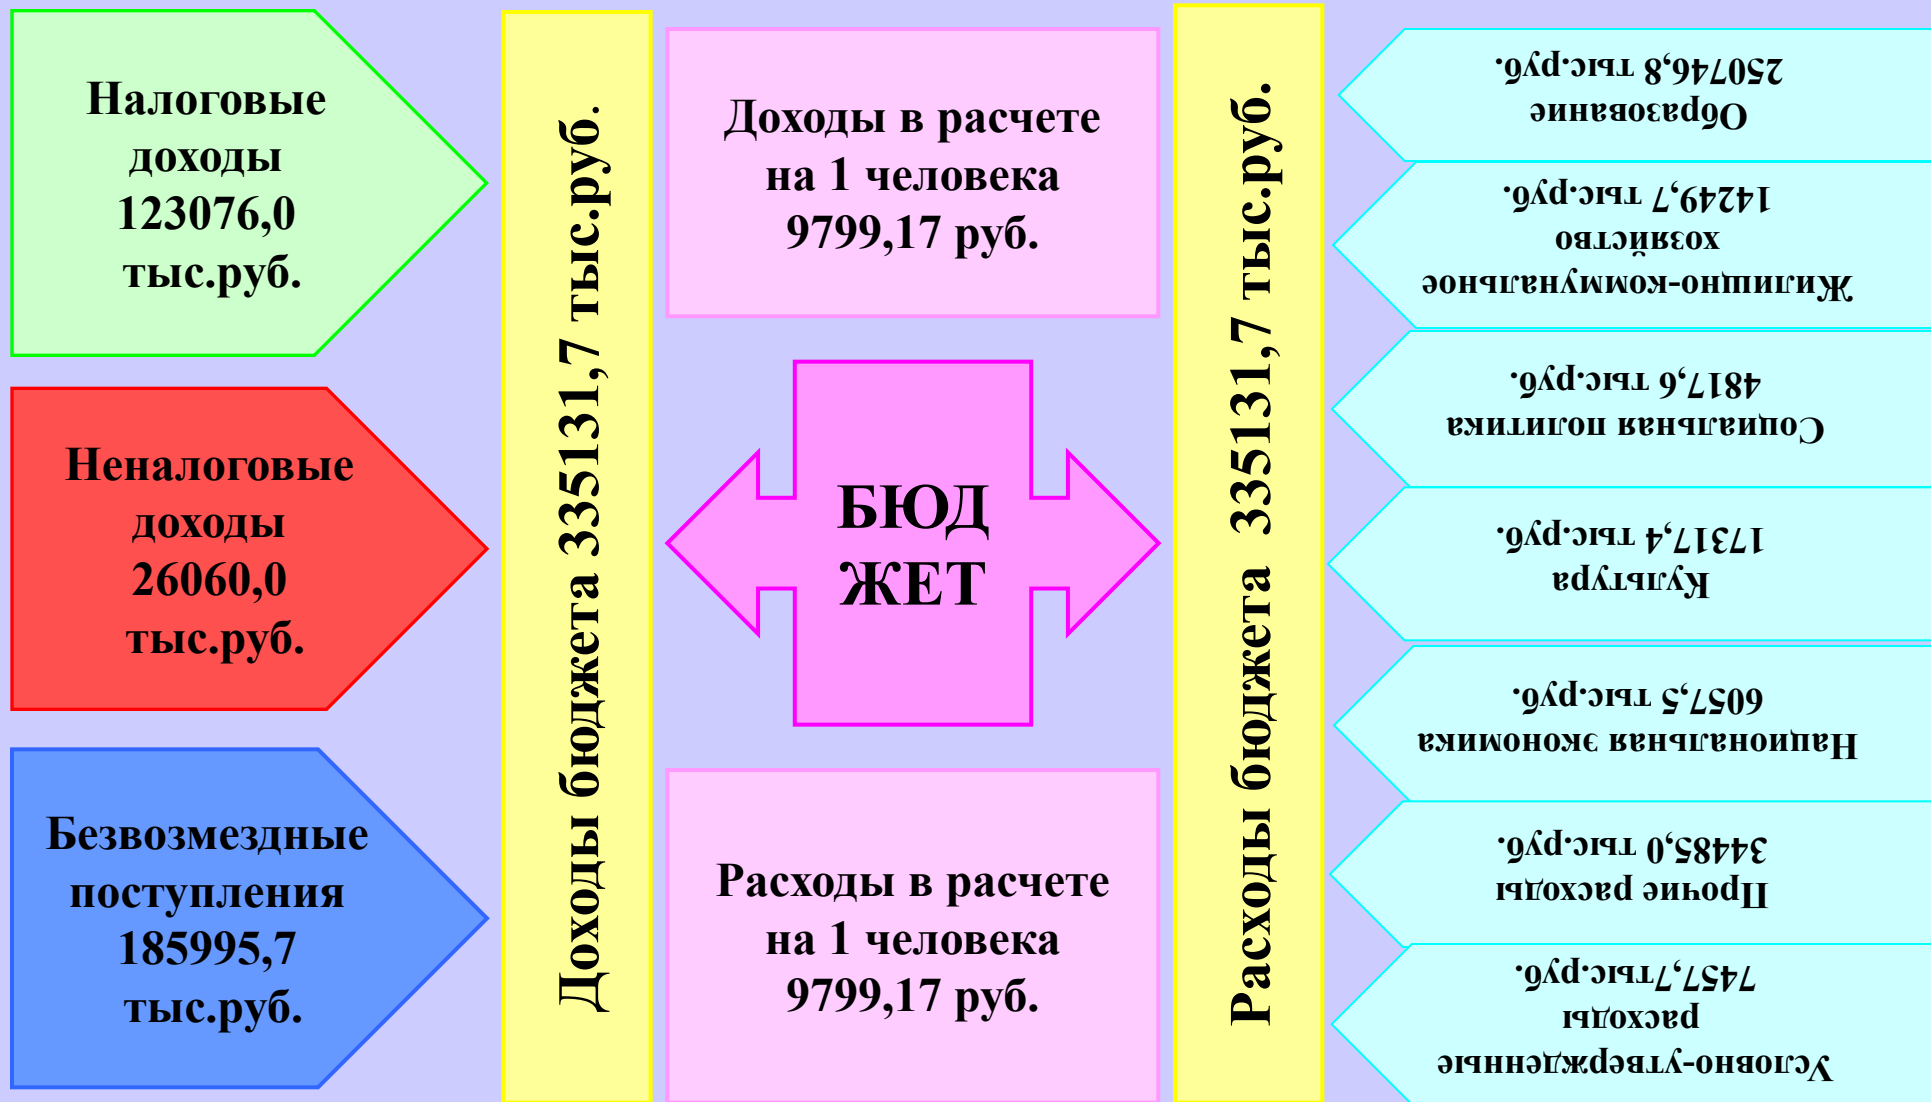 Налоговые
доходы
123076,0
тыс.руб.
Неналоговые
доходы
26060,0
тыс.руб.
Безвозмездные
поступления
185995,7
тыс.руб.
Доходы бюджета 335131,7 тыс.руб.
Доходы в расчете
на 1 человека
9799,17 руб.
БЮД
ЖЕТ
Расходы в расчете
на 1 человека
9799,17 руб.
Расходы бюджета 335131,7 тыс.руб.
Образование
250746,8 тыс.руб.
Жилищно-коммунальное
хозяйство
14249,7 тыс.руб.
Социальная политика
4817,6 тыс.руб.
Культура
17317,4 тыс.руб.
Национальная экономика
6057,5 тыс.руб.
Прочие расходы
34485,0 тыс.руб.
Условно-утвержденные
расходы
7457,7тыс.руб.